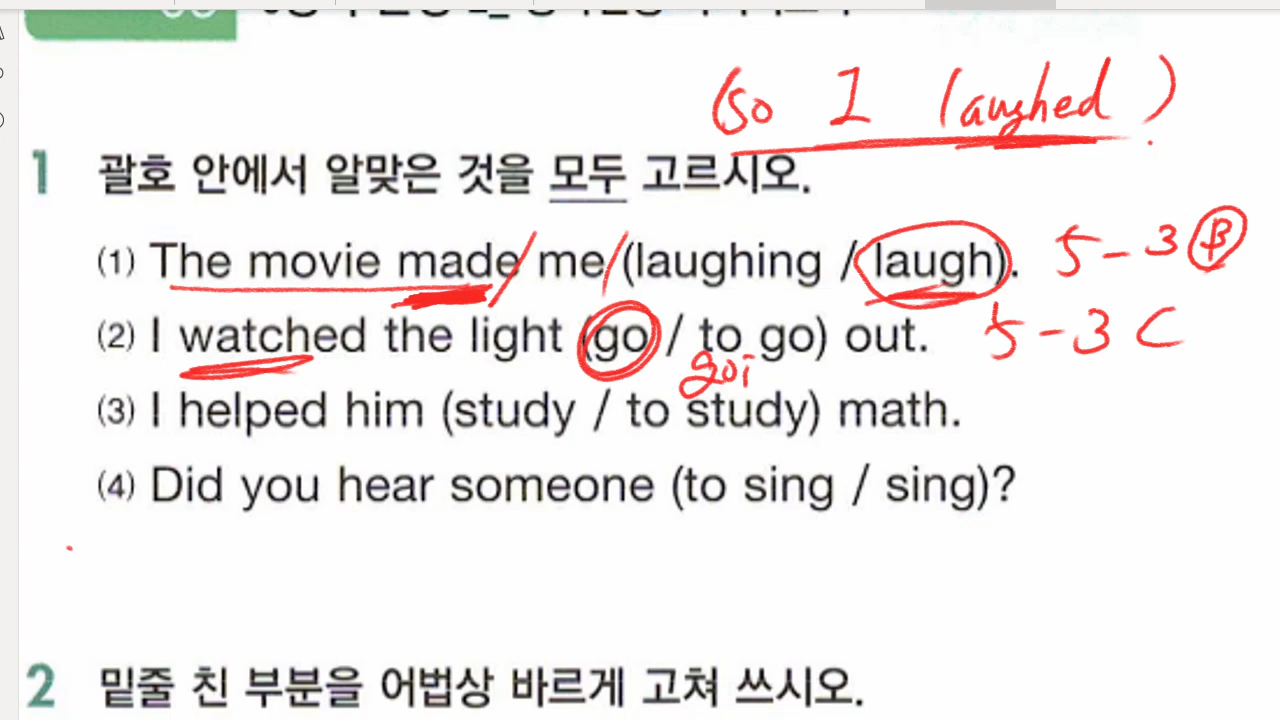 (so I laughed)
1 괄호 안에서 알맞은 것을 모두 고르시오.
(1) The movie made / me / (laughing / laugh). 5-3 B
(2) I watched the light (go / to go) out. 5-3 C
goi
(3) I helped him (study / to study) math.
(4) Did you hear someone (to sing / sing)?
2 밑줄 친 부분을 어법상 바르게 고쳐 쓰시오.